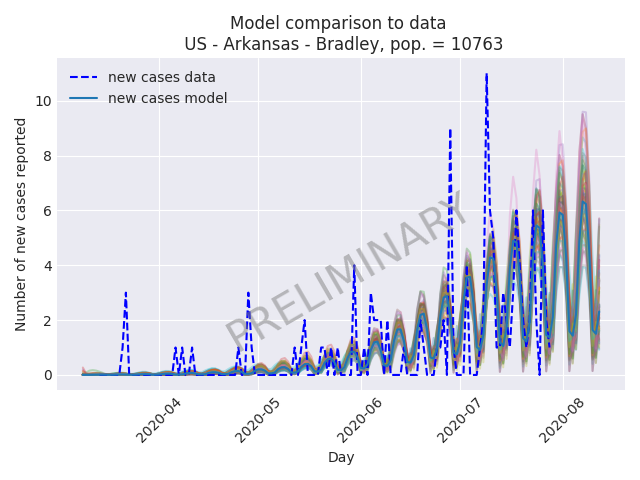 Model comparison to data
US - Arkansas - Bradley, pop. = 10763
new cases data
new cases model
Number of new cases reported
10
8
6
4
2
0
PRELIMINARY
2020-04
2020-05
2020-06
2020-07
2020-08
Day